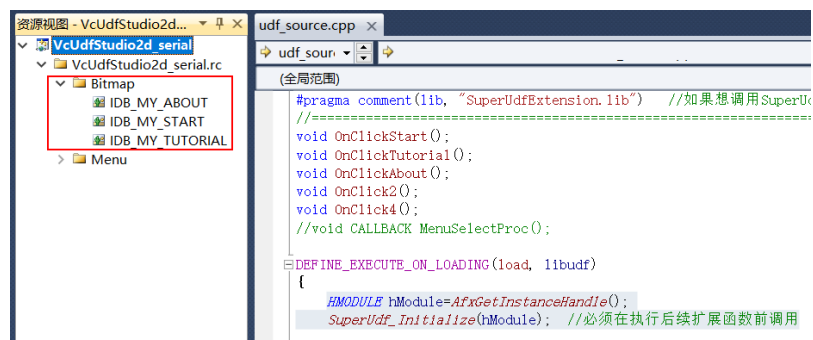 资源视图 - VcUdfStudio2d...
VcUdfStudio2d_serial
VcUdfStudio2d_serial.rc
Bitmap
IDB_MY_ABOUT
IDB_MY_START
IDB_MY_TUTORIAL
Menu
udf_source.cpp
udf_sour
(全局范围)
#pragma comment(lib, "SuperUdfExtension.lib") //如果想调用SuperUd
//==================================================================
void OnClickStart();
void OnClickTutorial();
void OnClickAbout();
void OnClick2();
void OnClick4();
//void CALLBACK MenuSelectProc();
DEFINE_EXECUTE_ON_LOADING(load, libudf)
{
HMODULE hModule=AfxGetInstanceHandle();
SuperUdf_Initialize(hModule); //必须在执行后续扩展函数前调用